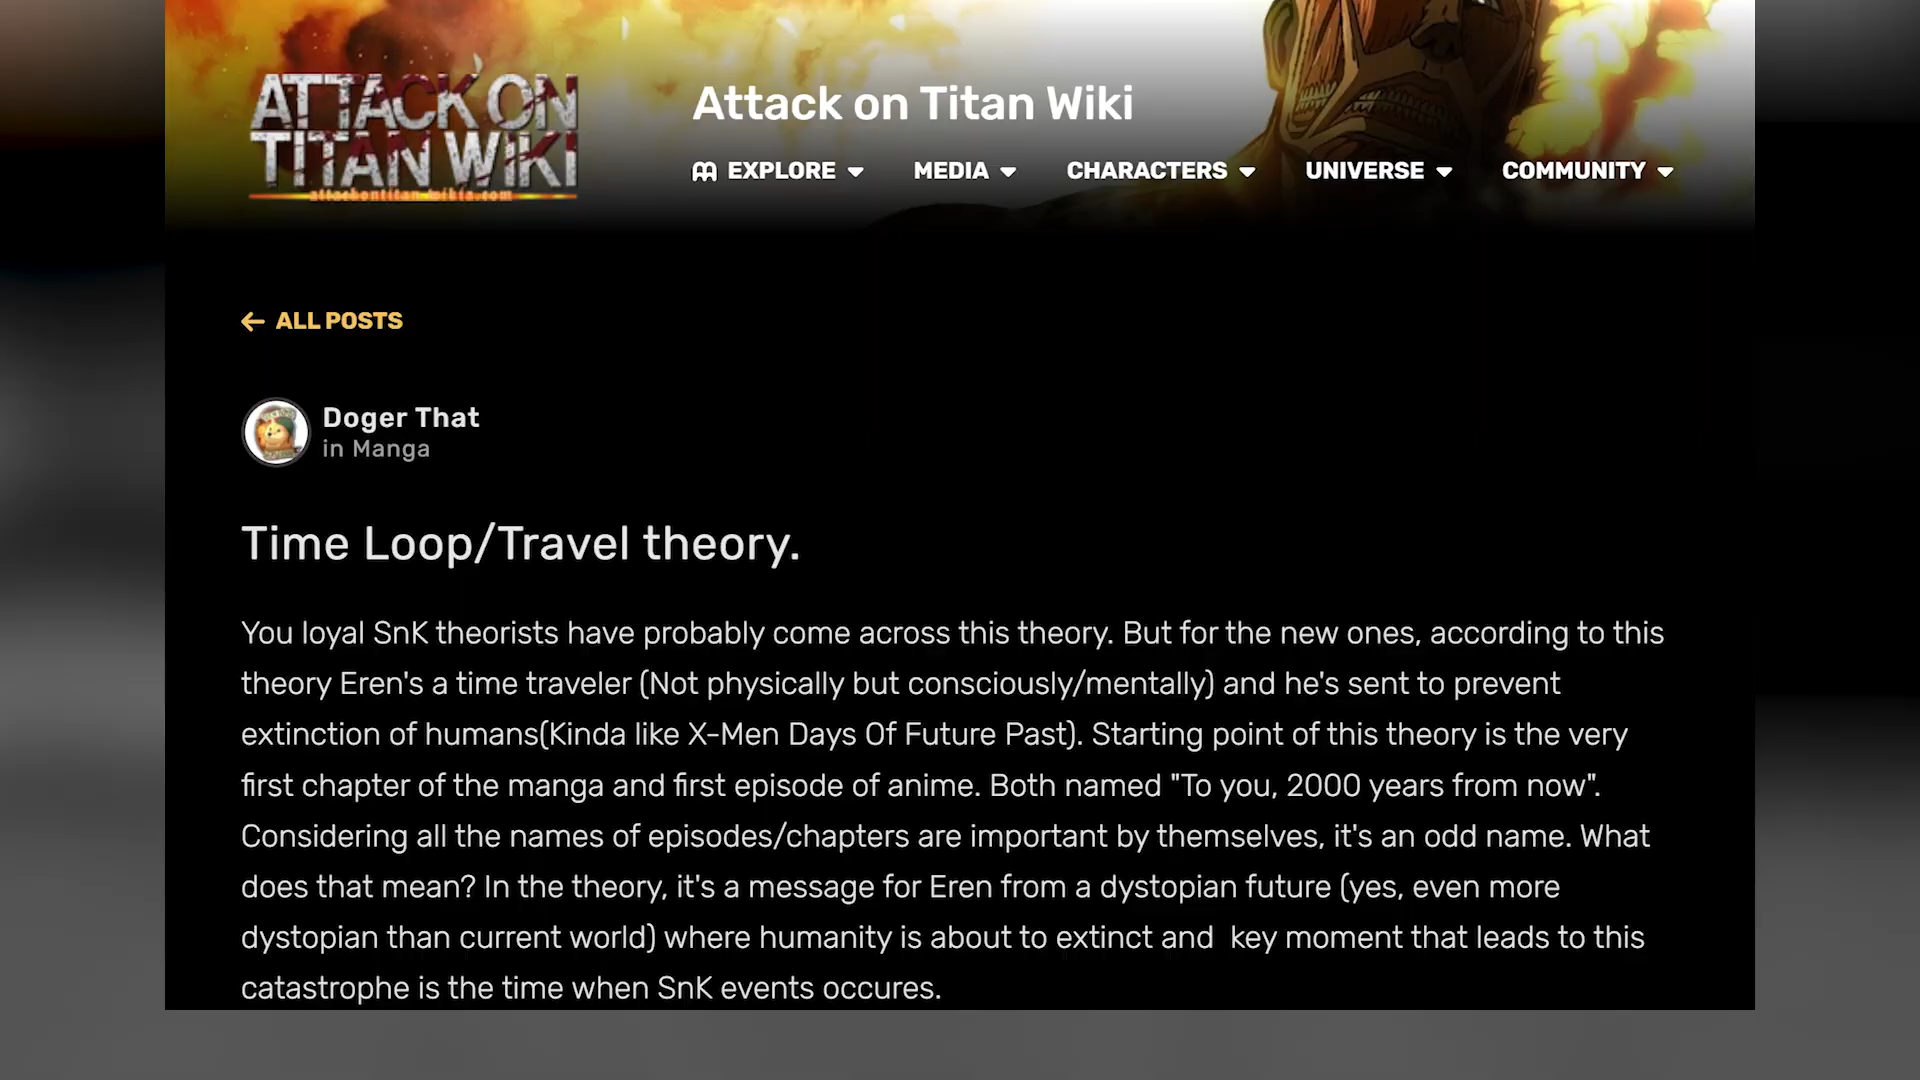 ATTACK ON
TITAN WIKI
attackontitan.wikia.com
Attack on Titan Wiki
EXPLORE MEDIA CHARACTERS UNIVERSE COMMUNITY
← ALL POSTS
Doger That
in Manga
Time Loop/Travel theory.
You loyal SnK theorists have probably come across this theory. But for the new ones, according to this
theory Eren's a time traveler (Not physically but consciously/mentally) and he's sent to prevent
extinction of humans(Kinda like X-Men Days Of Future Past). Starting point of this theory is the very
first chapter of the manga and first episode of anime. Both named "To you, 2000 years from now".
Considering all the names of episodes/chapters are important by themselves, it's an odd name. What
does that mean? In the theory, it's a message for Eren from a dystopian future (yes, even more
dystopian than current world) where humanity is about to extinct and  key moment that leads to this
catastrophe is the time when SnK events occures.